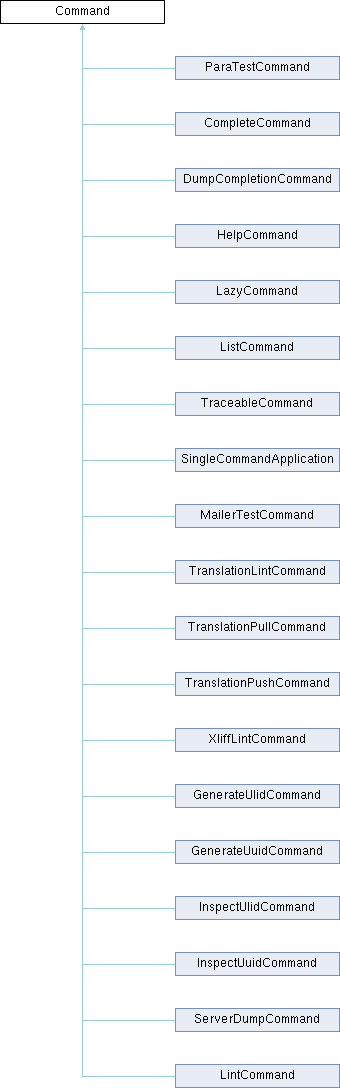 Command
ParaTestCommand
CompleteCommand
DumpCompletionCommand
HelpCommand
LazyCommand
ListCommand
TraceableCommand
SingleCommandApplication
MailerTestCommand
TranslationLintCommand
TranslationPullCommand
TranslationPushCommand
XliffLintCommand
GenerateUlidCommand
GenerateUuidCommand
InspectUlidCommand
InspectUuidCommand
ServerDumpCommand
LintCommand